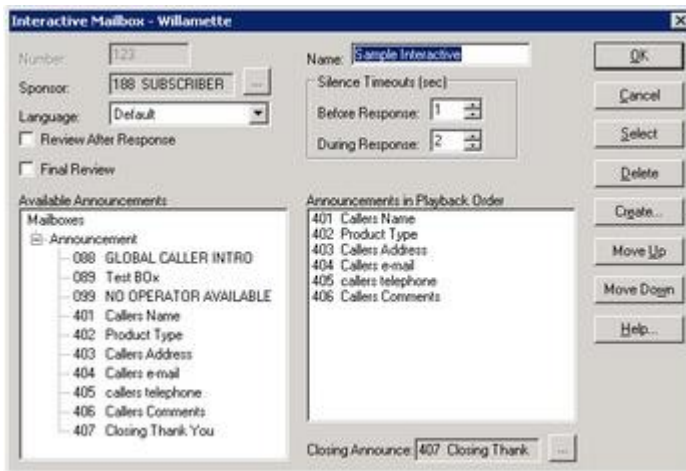 Interactive Mailbox - Willamette
Number: 123
Sponsor: 188 SUBSCRIBER ...
Language: Default
Review After Response
Final Review
Name: Sample Interactive
Silence Timeouts (sec)
Before Response: 1
During Response: 2
OK
Cancel
Select
Delete
Create...
Move Up
Move Down
Help...
Available Announcements
Mailboxes
Announcement
088 GLOBAL CALLER INTRO
089 Test BOx
099 NO OPERATOR AVAILABLE
401 Callers Name
402 Product Type
403 Callers Address
404 Callers e-mail
405 callers telephone
406 Callers Comments
407 Closing Thank You
Announcements in Playback Order
401 Callers Name
402 Product Type
403 Callers Address
404 Callers e-mail
405 callers telephone
406 Callers Comments
Closing Announce: 407 Closing Thank ...